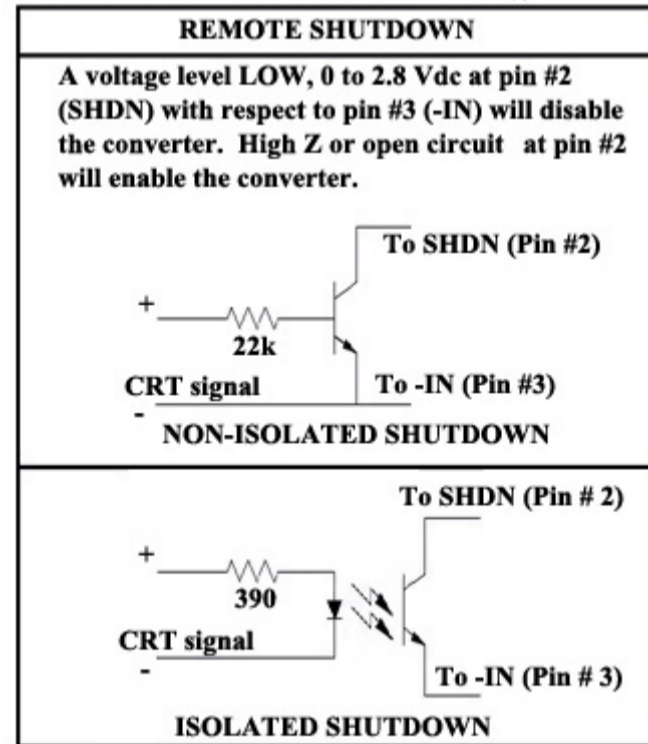 REMOTE SHUTDOWN
A voltage level LOW, 0 to 2.8 Vdc at pin #2
(SHDN) with respect to pin #3 (-IN) will disable
the converter. High Z or open circuit at pin #2
will enable the converter.
To SHDN (Pin #2)
+
22k
CRT signal
To -IN (Pin #3)
-
NON-ISOLATED SHUTDOWN
To SHDN (Pin # 2)
+
390
CRT signal
-
To -IN (Pin # 3)
ISOLATED SHUTDOWN